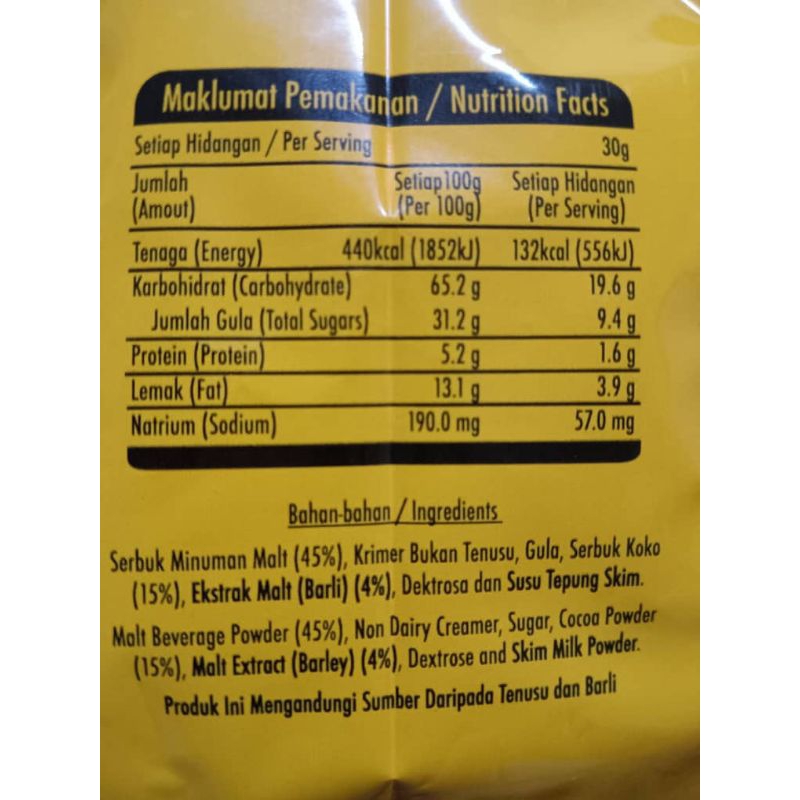 Maklumat Pemakanan / Nutrition Facts
Setiap Hidangan / Per Serving 30g
Jumlah Setiap100g Setiap Hidangan
(Amout) (Per 100g) (Per Serving)
Tenaga (Energy) 440kcal (1852kJ) 132kcal (556kJ)
Karbohidrat (Carbohydrate) 65.2 g 19.6 g
Jumlah Gula (Total Sugars) 31.2 g 9.4 g
Protein (Protein) 5.2 g 1.6 g
Lemak (Fat) 13.1 g 3.9 g
Natrium (Sodium) 190.0 mg 57.0 mg
Bahan-bahan / Ingredients
Serbuk Minuman Malt (45%), Krimer Bukan Tenusu, Gula, Serbuk Koko
(15%), Ekstrak Malt (Barli) (4%), Dektrosa dan Susu Tepung Skim.
Malt Beverage Powder (45%), Non Dairy Creamer, Sugar, Cocoa Powder
(15%), Malt Extract (Barley) (4%), Dextrose and Skim Milk Powder.
Produk Ini Mengandungi Sumber Daripada Tenusu dan Barli